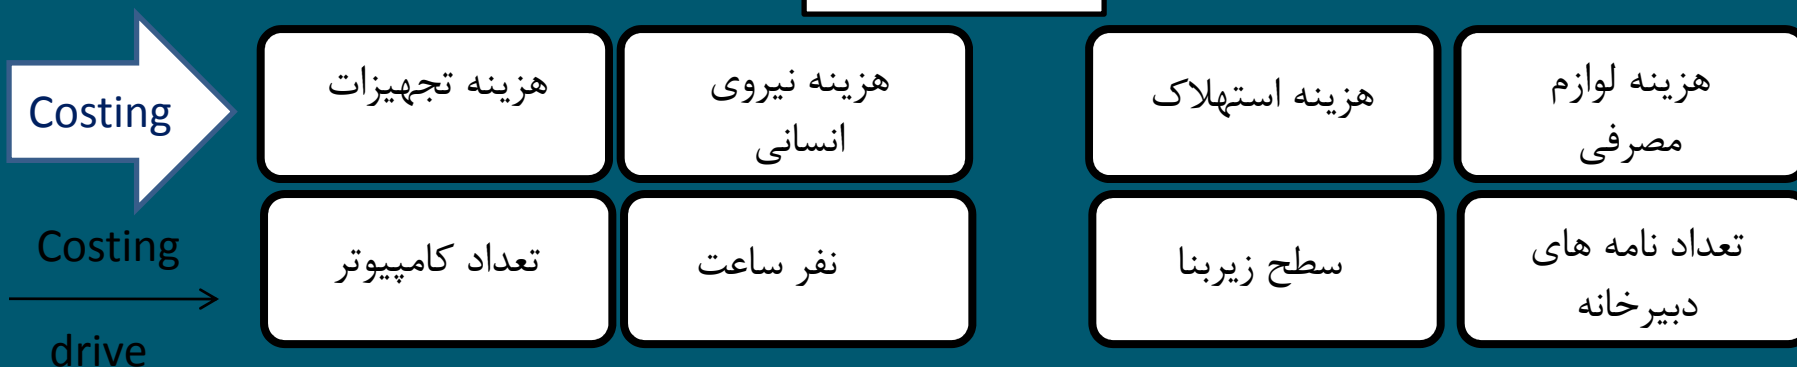 Costing
هزینه تجهیزات
هزینه نیروی
انسانی
هزینه استهلاک
هزینه لوازم
مصرفی
Costing
drive
تعداد کامپیوتر
نفر ساعت
سطح زیربنا
تعداد نامه های
دبیرخانه